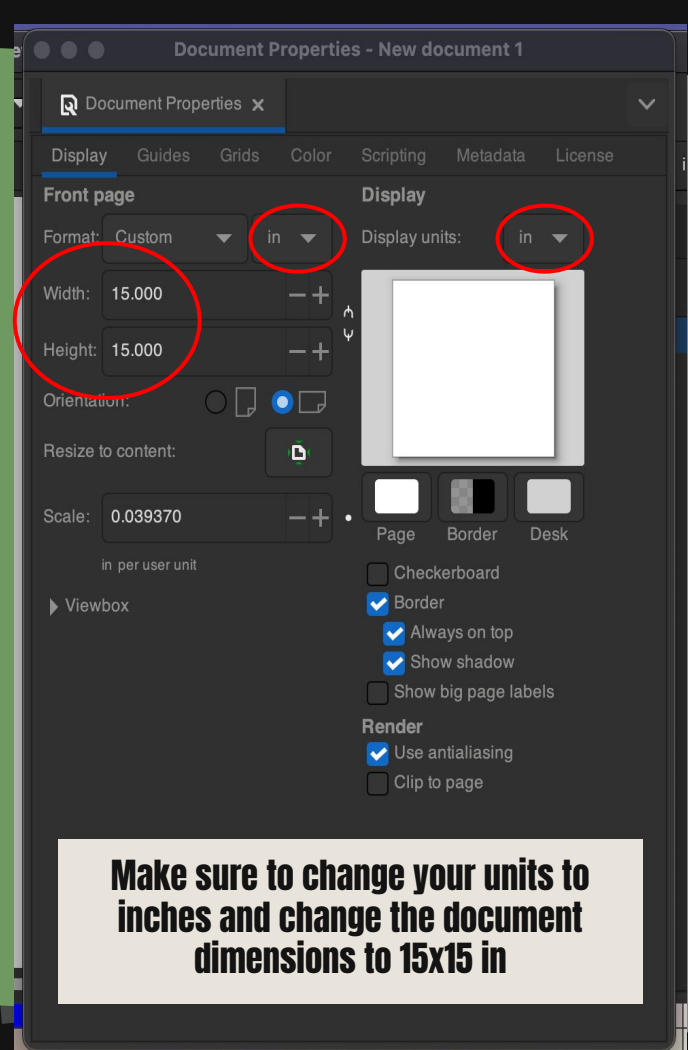 Document Properties - New document 1
Document Properties
Display Guides Grids Color Scripting Metadata License
Front page
Format: Custom in
Width: 15.000
Height: 15.000
Orientation:
Resize to content:
Scale: 0.039370
in per user unit
Viewbox
Display
Display units: in
Page Border Desk
Checkerboard
Border
Always on top
Show shadow
Show big page labels
Render
Use antialiasing
Clip to page
Make sure to change your units to
inches and change the document
dimensions to 15x15 in